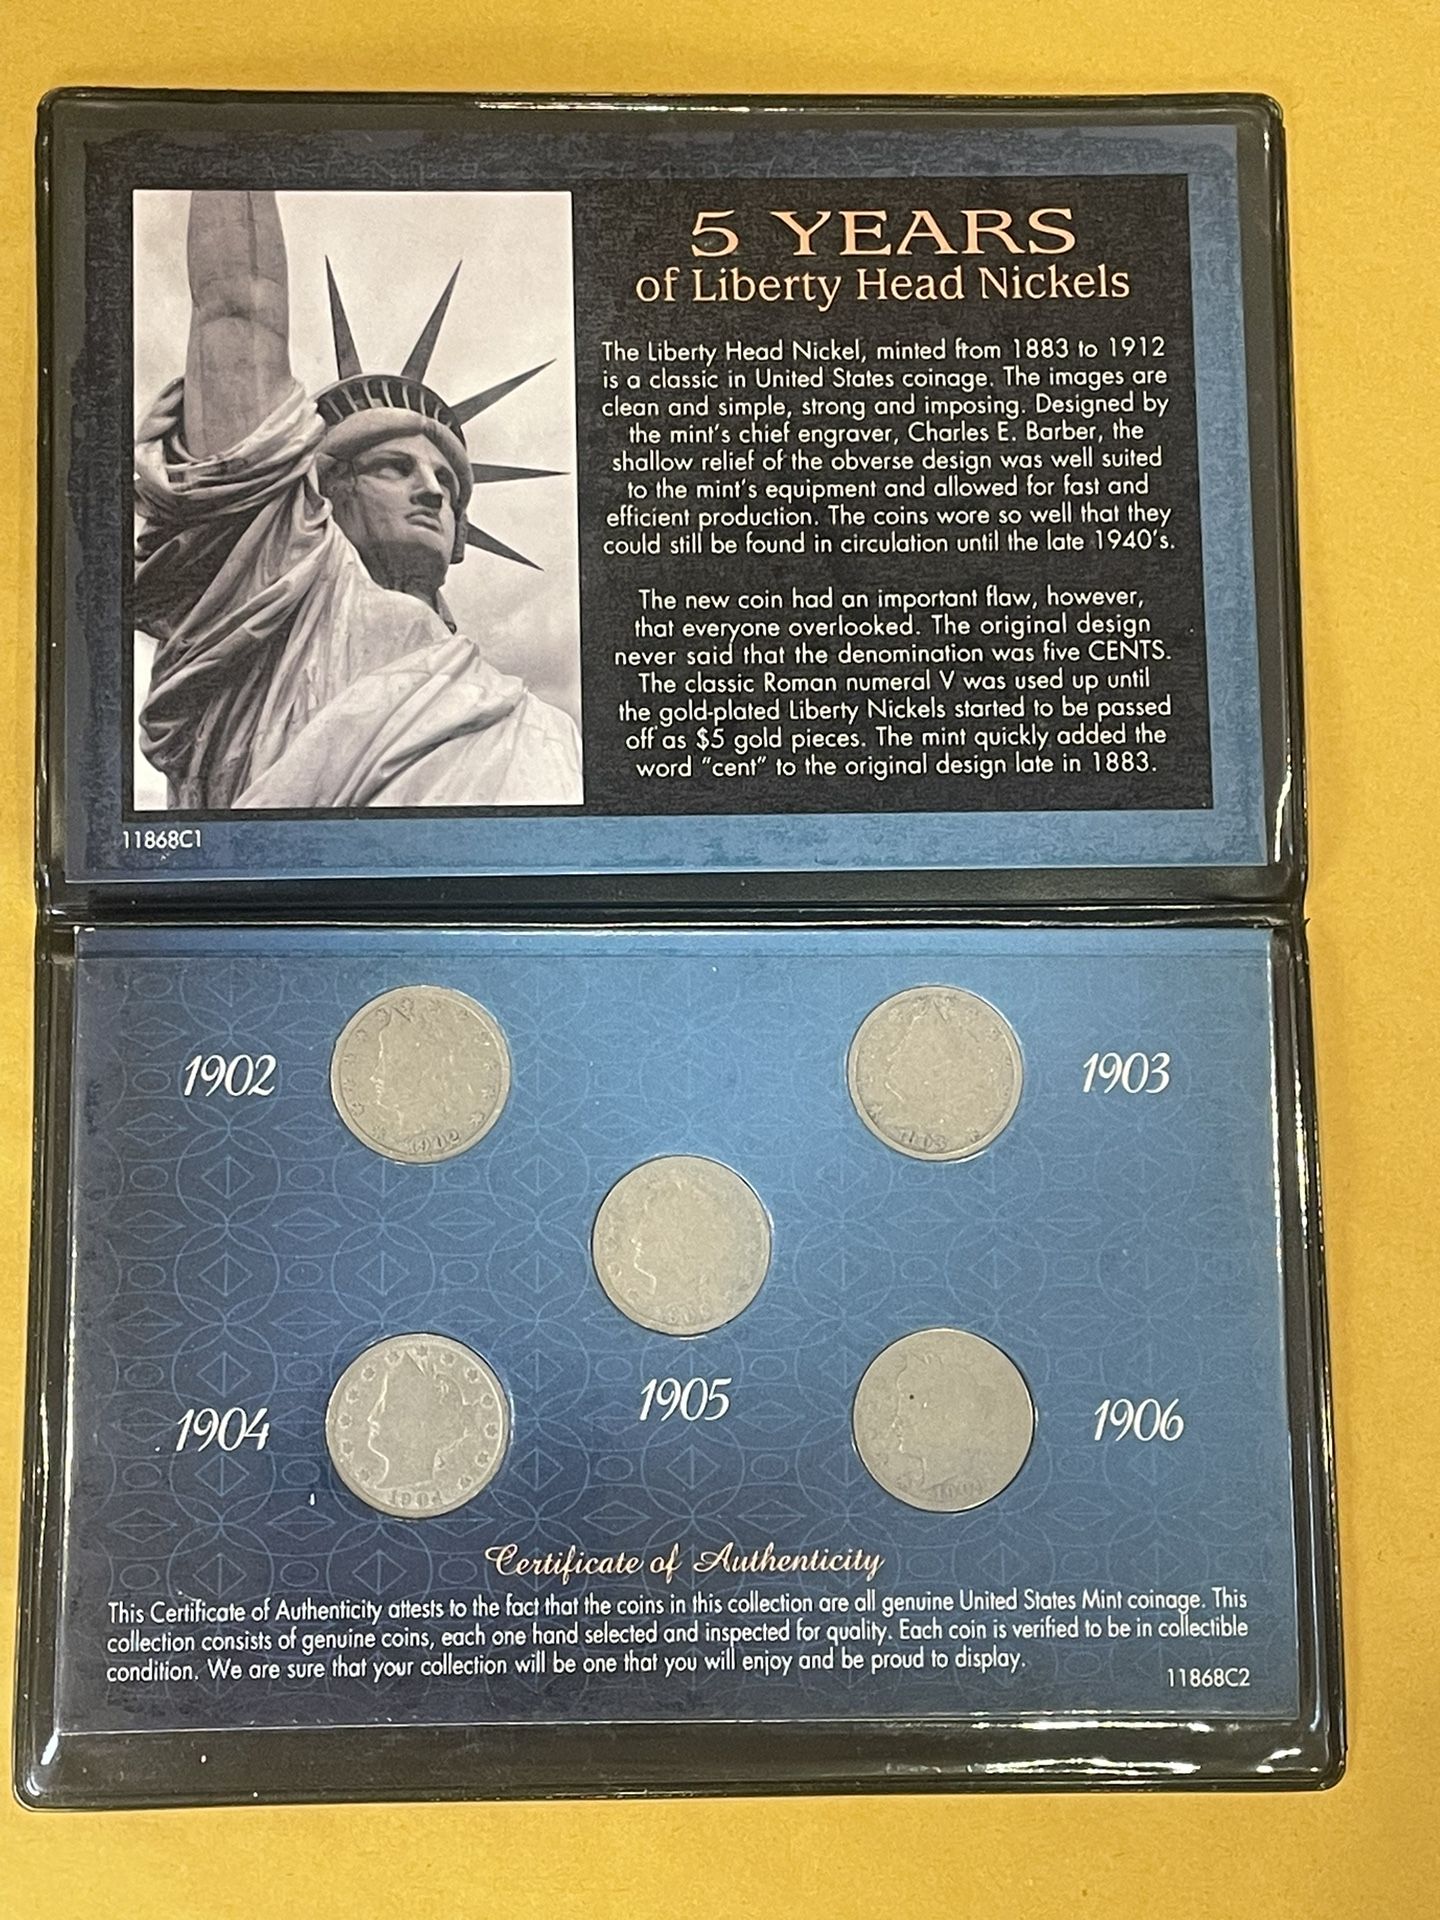 5 YEARS
of Liberty Head Nickels
The Liberty Head Nickel, minted from 1883 to 1912
is a classic in United States coinage. The images are
clean and simple, strong and imposing. Designed by
the mint's chief engraver, Charles E. Barber, the
shallow relief of the obverse design was well suited
to the mint's equipment and allowed for fast and
efficient production. The coins wore so well that they
could still be found in circulation until the late 1940's.
The new coin had an important flaw, however,
that everyone overlooked. The original design
never said that the denomination was five CENTS.
The classic Roman numeral V was used up until
the gold-plated Liberty Nickels started to be passed
off as $5 gold pieces. The mint quickly added the
word "cent" to the original design late in 1883.
11868C1
1902
1902
1903
1903
1905
1904
1904
1906
Certificate of Authenticity
This Certificate of Authenticity attests to the fact that the coins in this collection are all genuine United States Mint coinage. This
collection consists of genuine coins, each one hand selected and inspected for quality. Each coin is verified to be in collectible
condition. We are sure that your collection will be one that you will enjoy and be proud to display.
11868C2